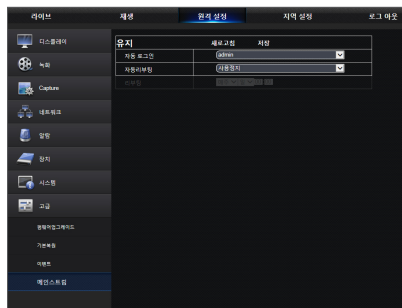 라이브 재생 원격 설정 지역 설정 로그 아웃
디스플레이
녹화
Capture
네트워크
알람
장치
시스템
고급
펌웨어업그레이드
기본복원
이벤트
메인스트림
유지 새로고침 저장
자동 로그인 admin
자동리부팅 사용정지
리부팅